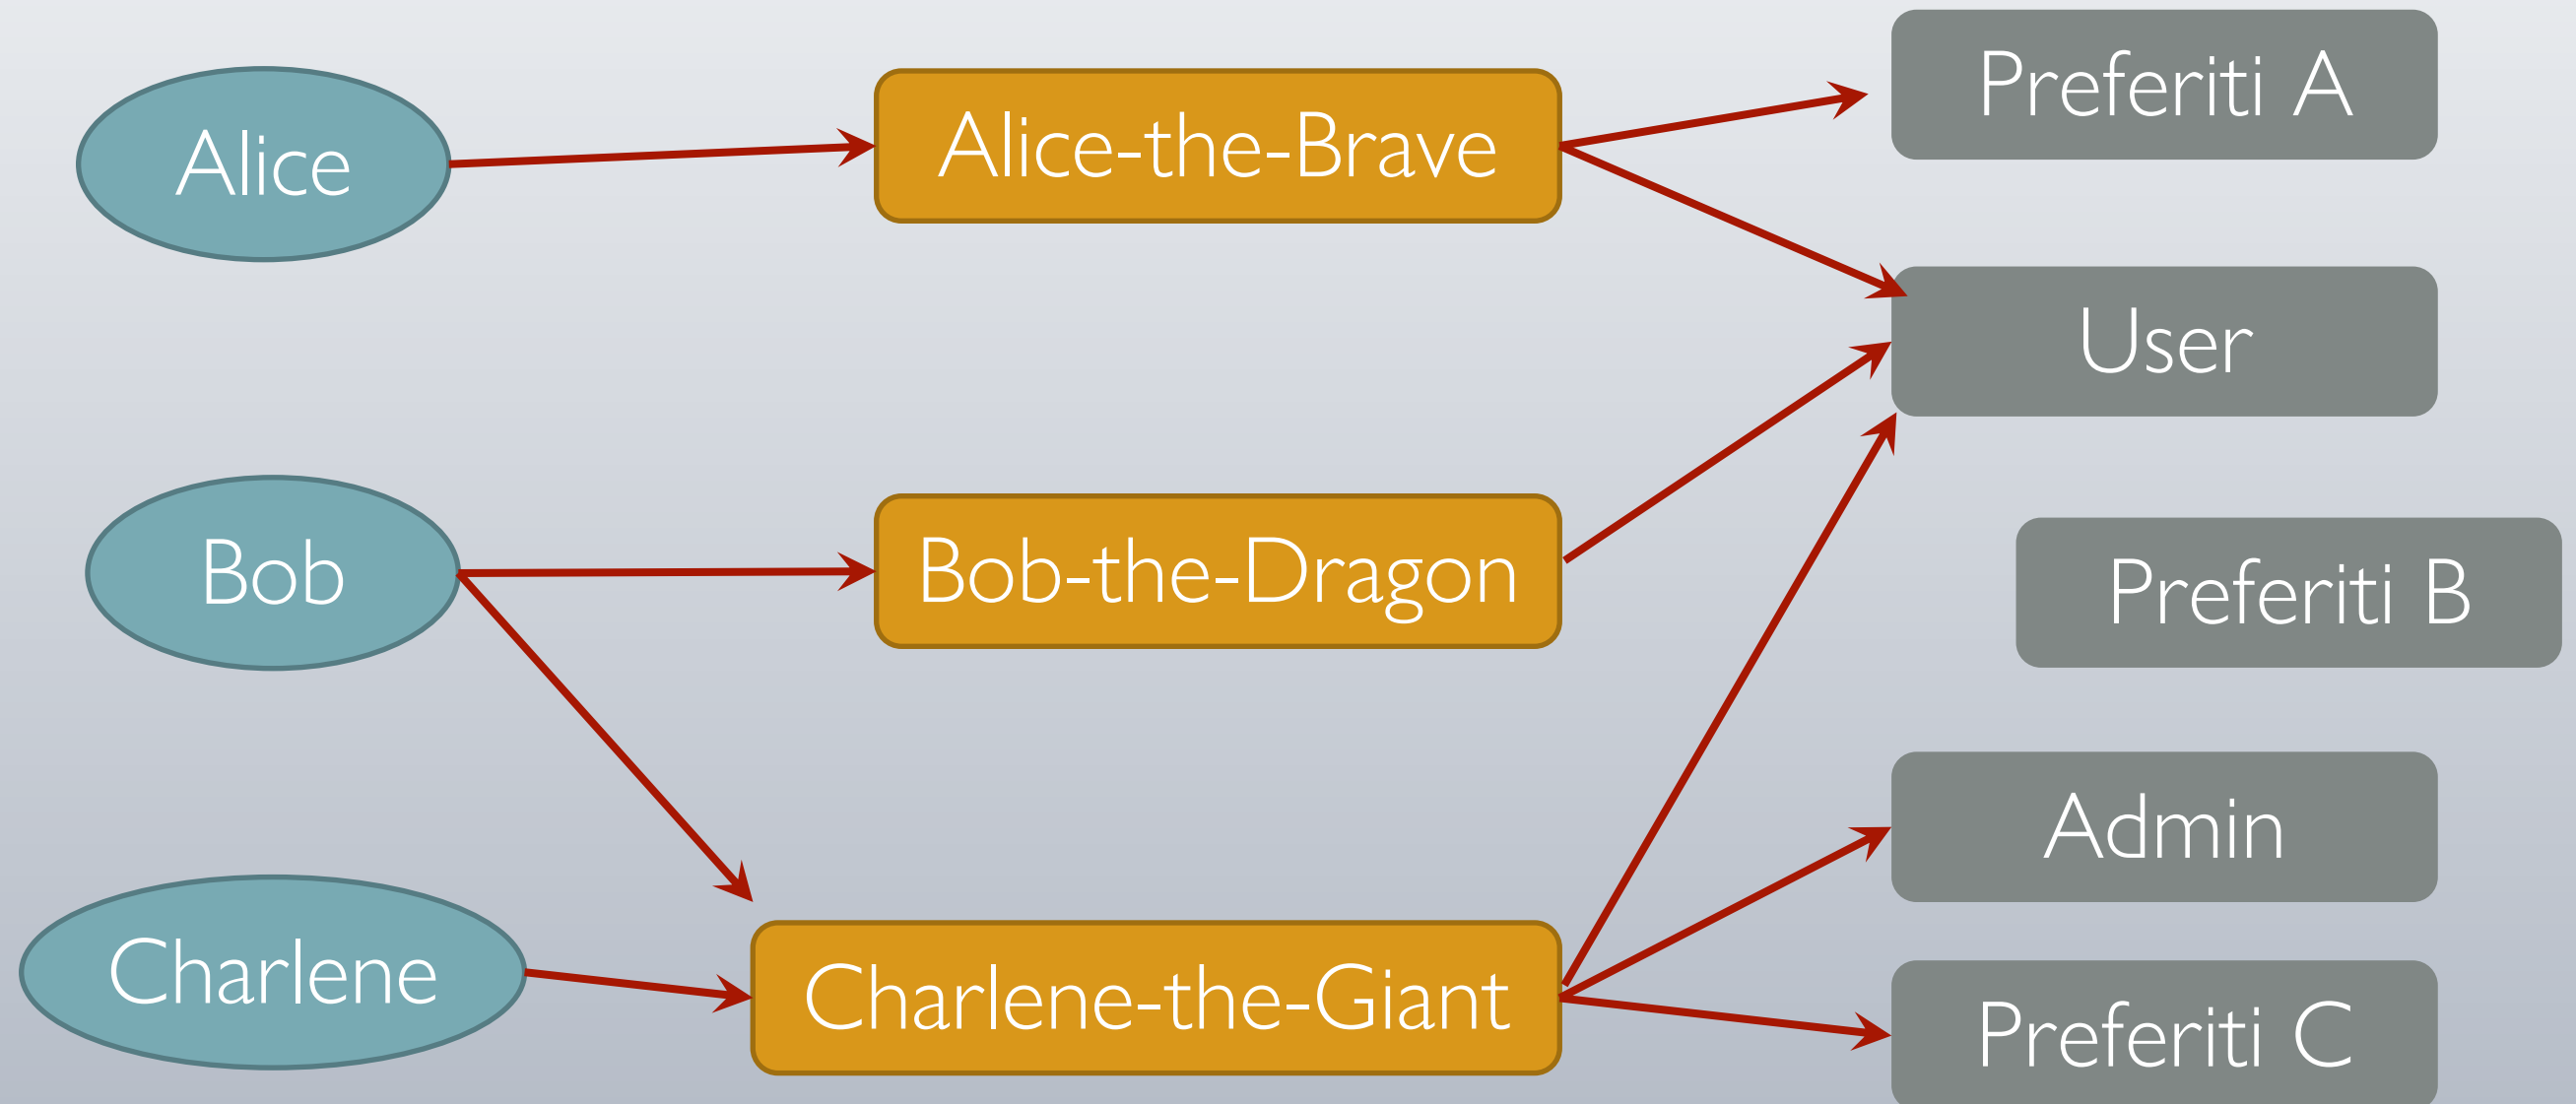 Alice
Alice-the-Brave
Preferiti A
User
Bob
Bob-the-Dragon
Preferiti B
Admin
Charlene
Charlene-the-Giant
Preferiti C